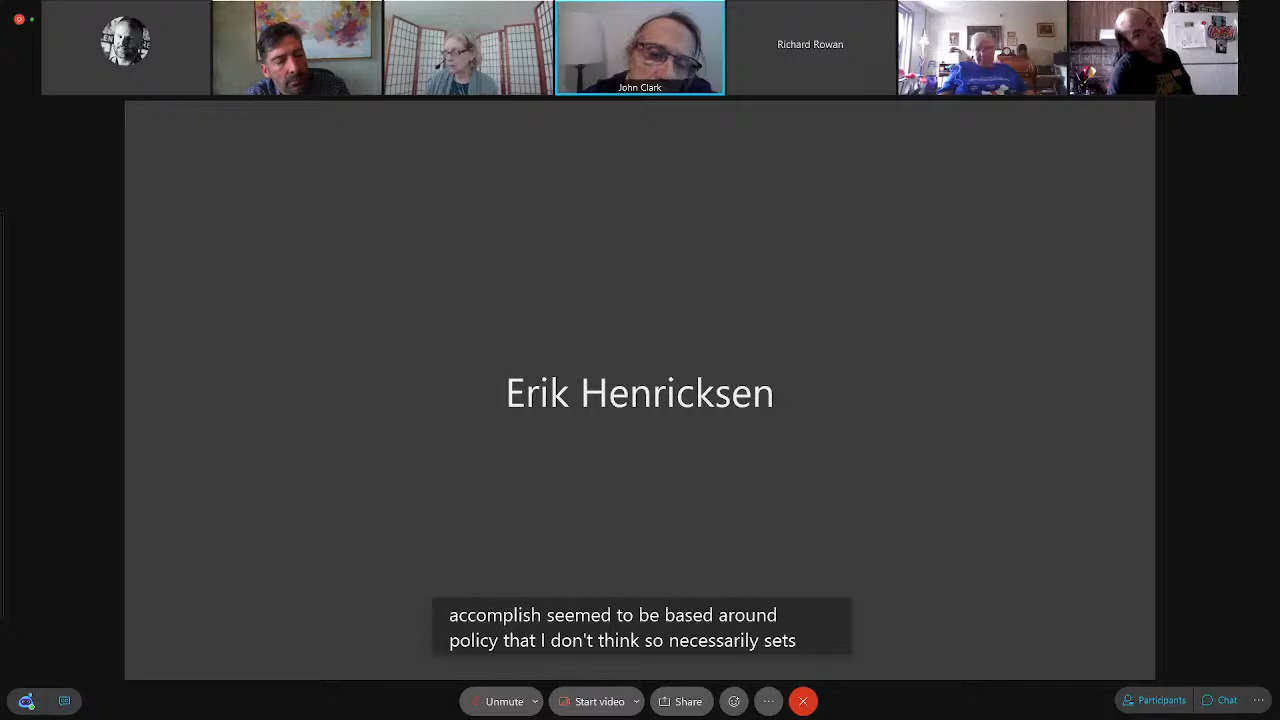 John Clark
Richard Rowan
Erik Henricksen
accomplish seemed to be based around
policy that I don't think so necessarily sets
Unmute
Start video
Share
Participants
Chat